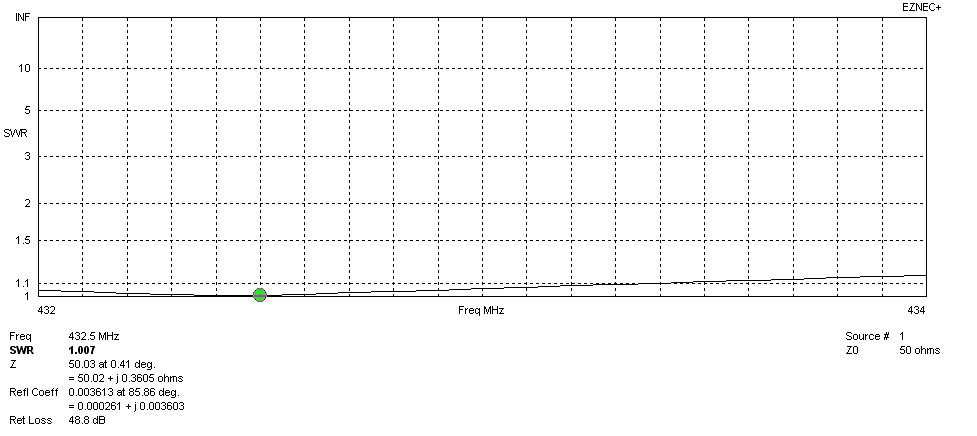 EZNEC+
INF
10
5
SWR
3
2
1.5
1.1
1
432 Freq MHz 434
Freq 432.5 MHz Source # 1
SWR 1.007 Z0 50 ohms
Z 50.03 at 0.41 deg.
= 50.02 + j 0.3605 ohms
Refl Coeff 0.003613 at 85.86 deg.
= 0.000261 + j 0.003603
Ret Loss 48.8 dB